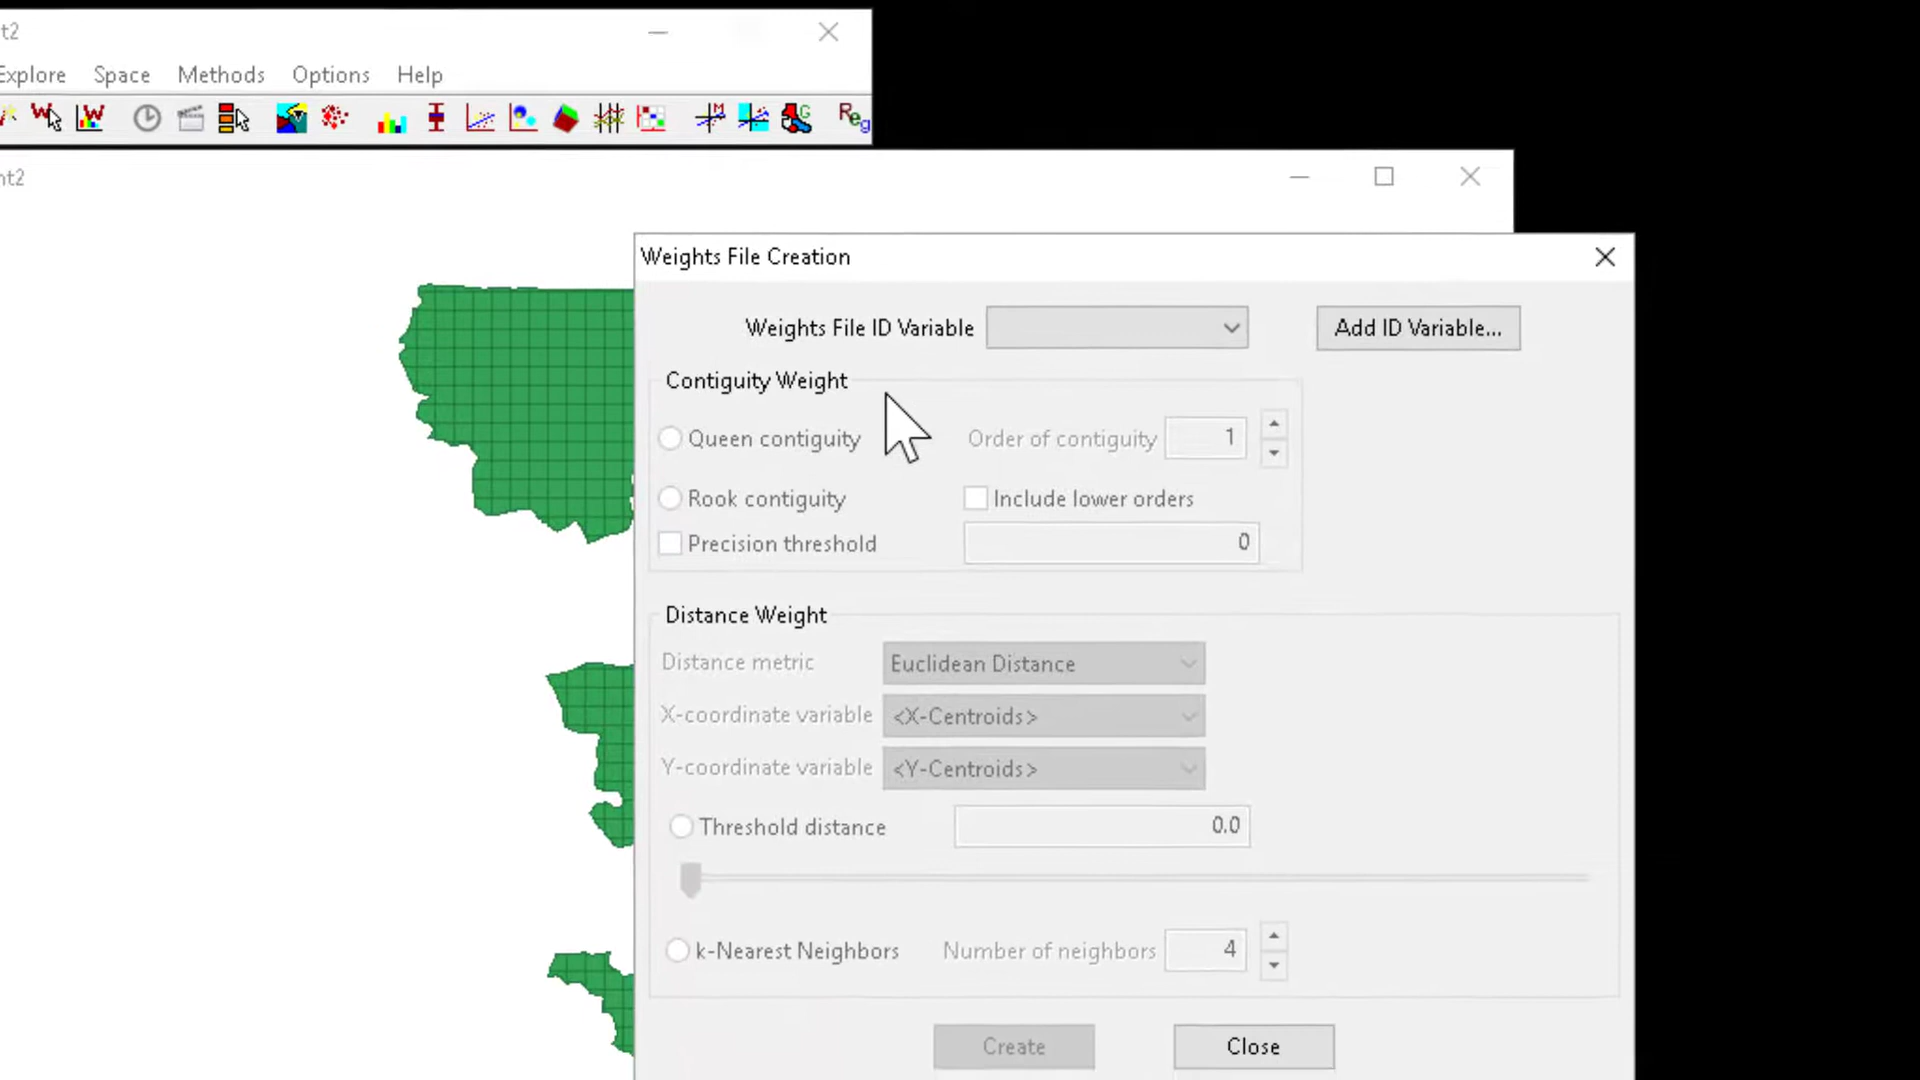 t2
Explore Space Methods Options Help
W W M G Reg
nt2
Weights File Creation
Weights File ID Variable Add ID Variable...
Contiguity Weight
Queen contiguity Order of contiguity 1
Rook contiguity Include lower orders
Precision threshold 0
Distance Weight
Distance metric Euclidean Distance
X-coordinate variable <X-Centroids>
Y-coordinate variable <Y-Centroids>
Threshold distance 0.0
k-Nearest Neighbors Number of neighbors 4
Create Close